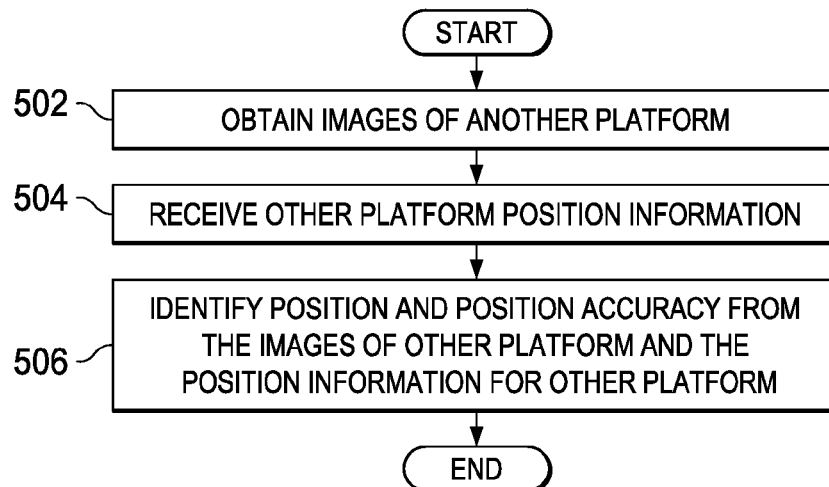 START
502
OBTAIN IMAGES OF ANOTHER PLATFORM
504
RECEIVE OTHER PLATFORM POSITION INFORMATION
506
IDENTIFY POSITION AND POSITION ACCURACY FROM
THE IMAGES OF OTHER PLATFORM AND THE
POSITION INFORMATION FOR OTHER PLATFORM
END